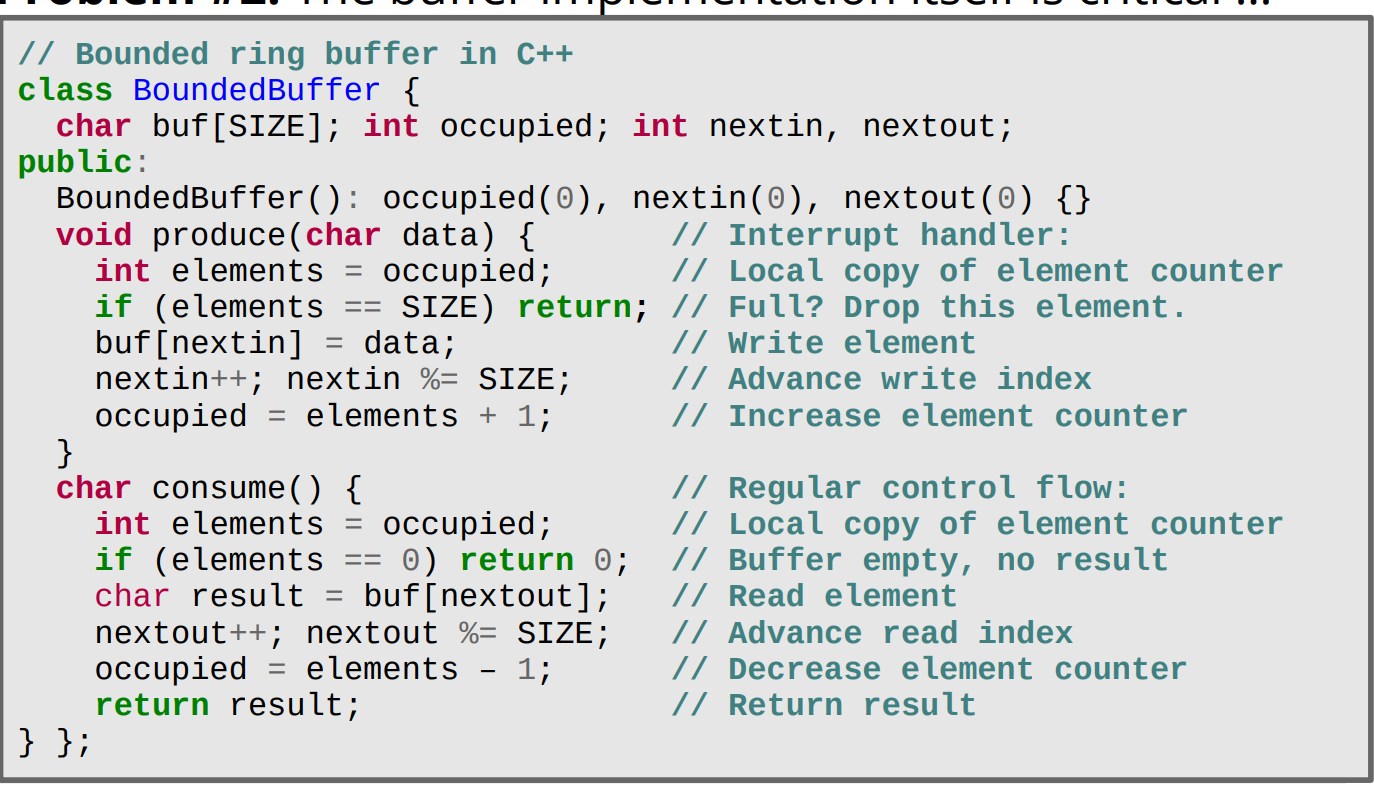 The buffer implementation itself is critical ...
// Bounded ring buffer in C++
class BoundedBuffer {
char buf[SIZE]; int occupied; int nextin, nextout;
public:
BoundedBuffer(): occupied(0), nextin(0), nextout(0) {}
void produce(char data) { // Interrupt handler:
int elements = occupied; // Local copy of element counter
if (elements == SIZE) return; // Full? Drop this element.
buf[nextin] = data; // Write element
nextin++; nextin %= SIZE; // Advance write index
occupied = elements + 1; // Increase element counter
}
char consume() { // Regular control flow:
int elements = occupied; // Local copy of element counter
if (elements == 0) return 0; // Buffer empty, no result
char result = buf[nextout]; // Read element
nextout++; nextout %= SIZE; // Advance read index
occupied = elements – 1; // Decrease element counter
return result; // Return result
} };